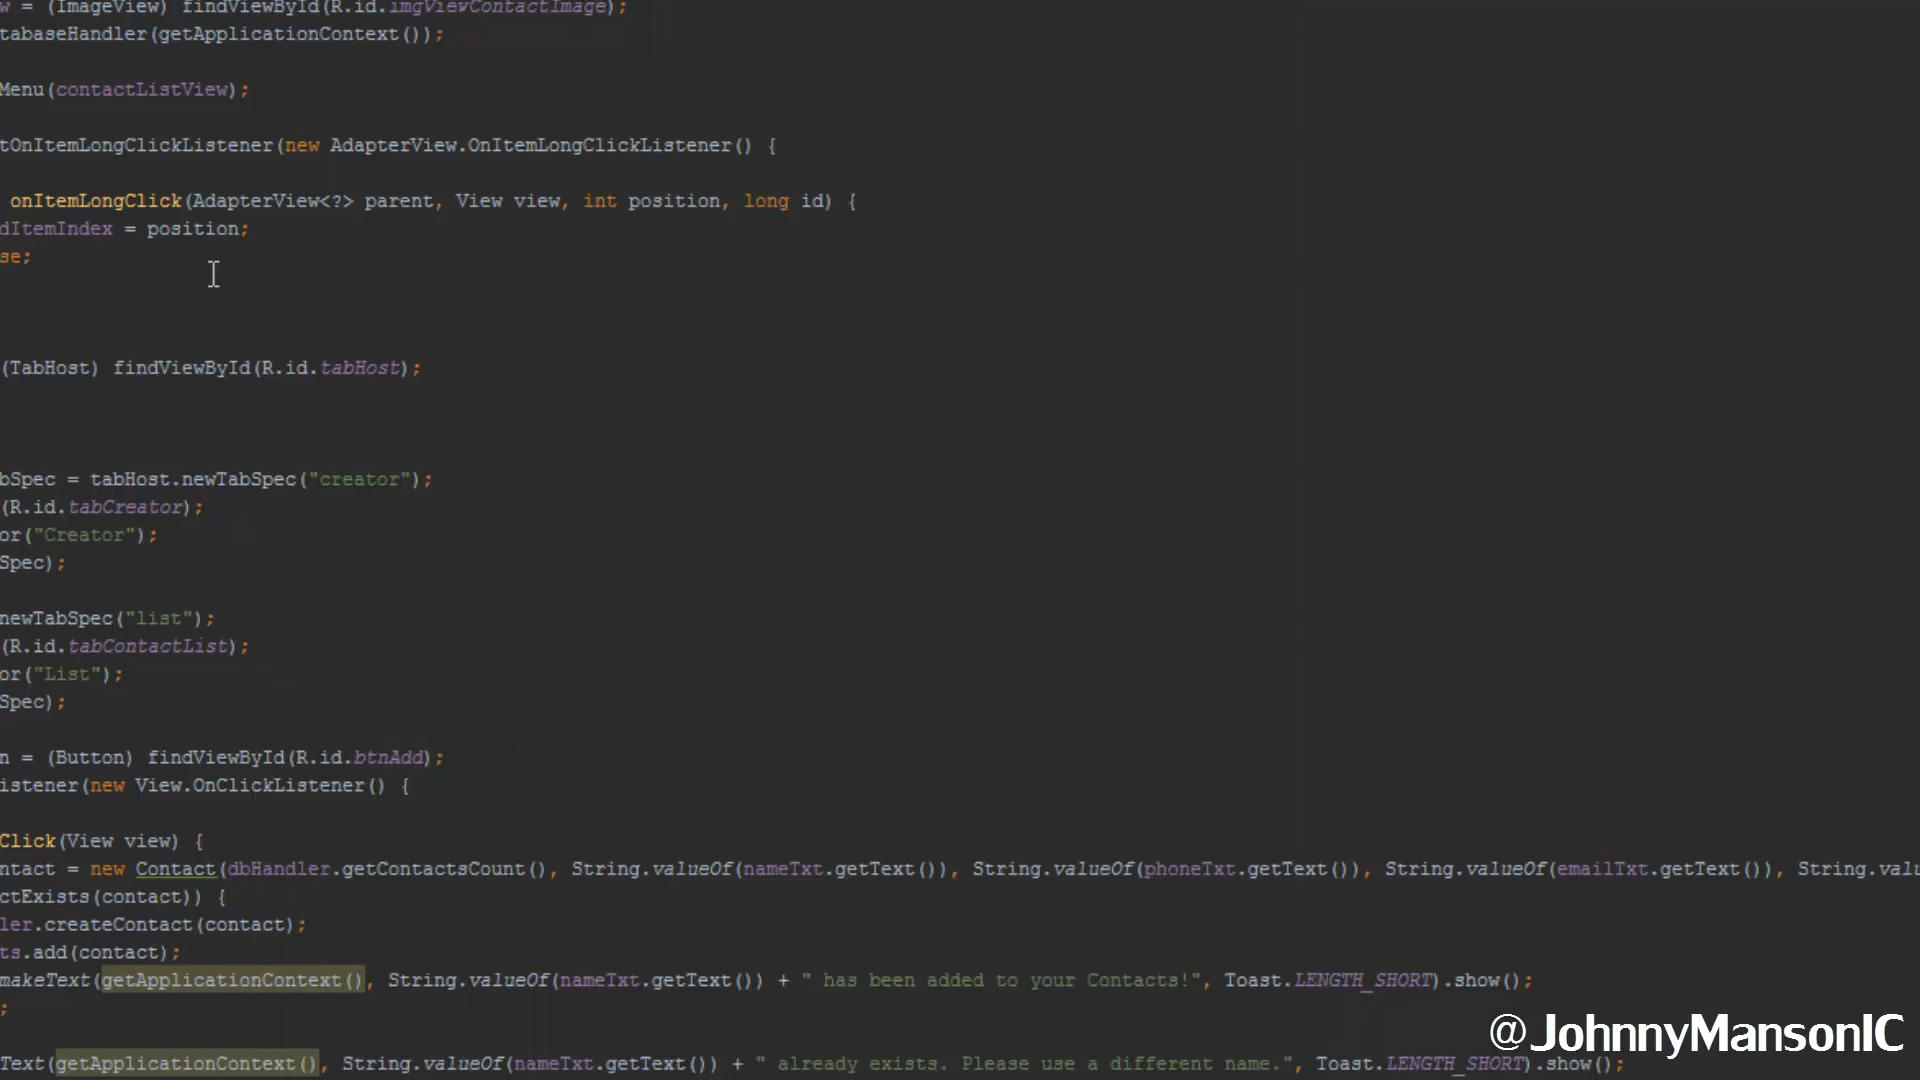 w = (ImageView) findViewById(R.id.imgViewContactImage);
tabaseHandler(getApplicationContext());
Menu(contactListView);
tOnItemLongClickListener(new AdapterView.OnItemLongClickListener() {
onItemLongClick(AdapterView<?> parent, View view, int position, long id) {
dItemIndex = position;
se;
(TabHost) findViewById(R.id.tabHost);
bSpec = tabHost.newTabSpec("creator");
(R.id.tabCreator);
or("Creator");
Spec);
newTabSpec("list");
(R.id.tabContactList);
or("List");
Spec);
n = (Button) findViewById(R.id.btnAdd);
istener(new View.OnClickListener() {
Click(View view) {
ntact = new Contact(dbHandler.getContactsCount(), String.valueOf(nameTxt.getText()), String.valueOf(phoneTxt.getText()), String.valueOf(emailTxt.getText()), String.valu
ctExists(contact)) {
ler.createContact(contact);
ts.add(contact);
makeText(getApplicationContext(), String.valueOf(nameTxt.getText()) + " has been added to your Contacts!", Toast.LENGTH_SHORT).show();
;
Text(getApplicationContext(), String.valueOf(nameTxt.getText()) + " already exists. Please use a different name.", Toast.LENGTH_SHORT).show();
@JohnnyMansonIC